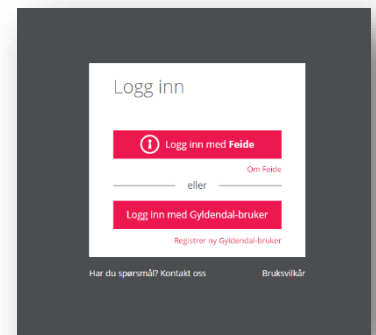 Logg inn
Logg inn med Feide
Om Feide
eller
Logg inn med Gyldendal-bruker
Registrer ny Gyldendal-bruker
Har du spørsmål? Kontakt oss Bruksvilkår